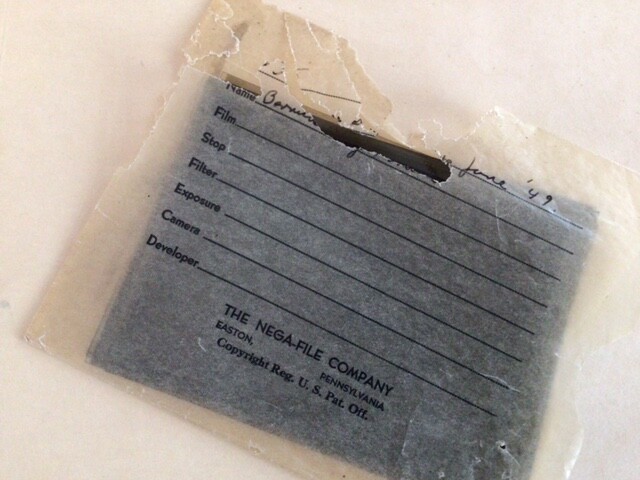 15
Name
June '49.
Film
Stop
Filter
Exposure
Camera
Developer
THE NEGA-FILE COMPANY
EASTON, PENNSYLVANIA
Copyright Reg. U. S. Pat. Off.